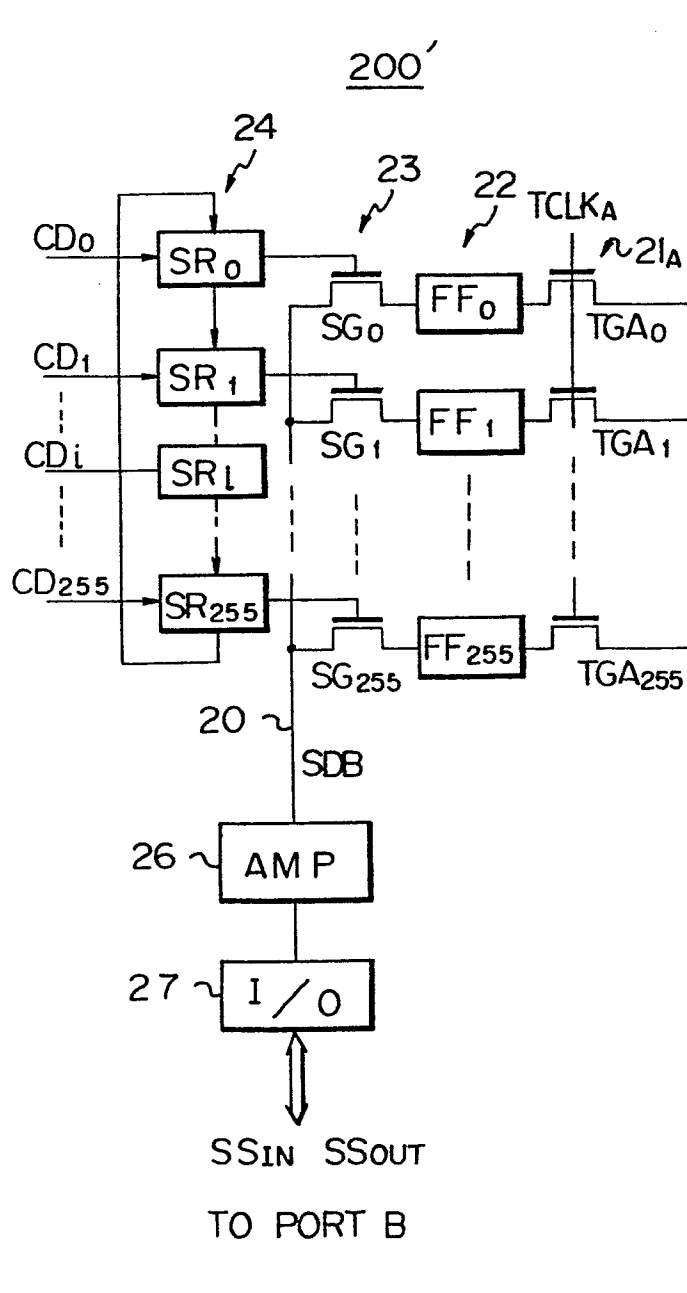 200′
24
23
22
TCLKA
21A
CD0
SR0
SG0
FF0
TGA0
CD1
SR1
SG1
FF1
TGA1
CDi
SRi
CD255
SR255
SG255
FF255
TGA255
20
SDB
26
AMP
27
I/O
SSIN SSOUT
TO PORT B